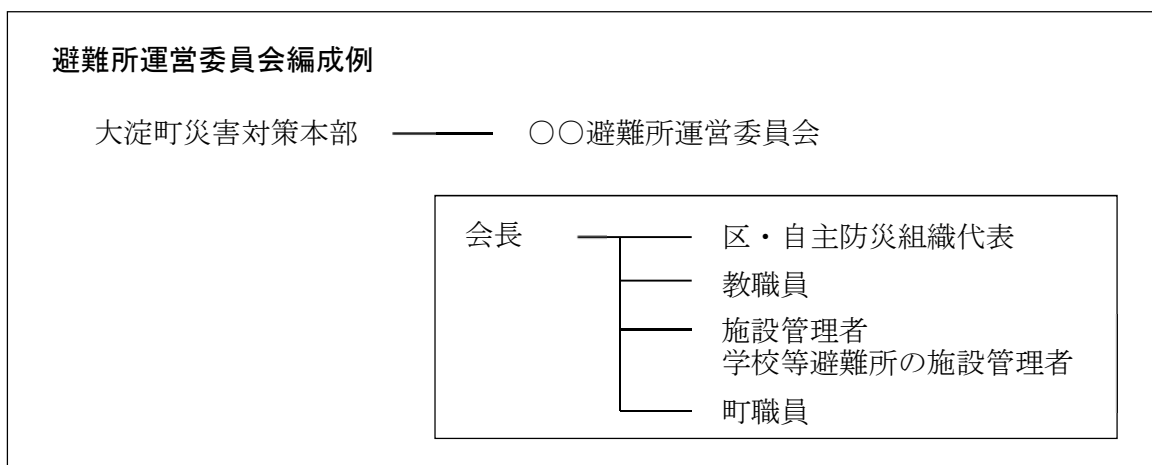 避難所運営委員会編成例
大淀町災害対策本部 ○○避難所運営委員会
会長 区・自主防災組織代表
教職員
施設管理者
学校等避難所の施設管理者
町職員